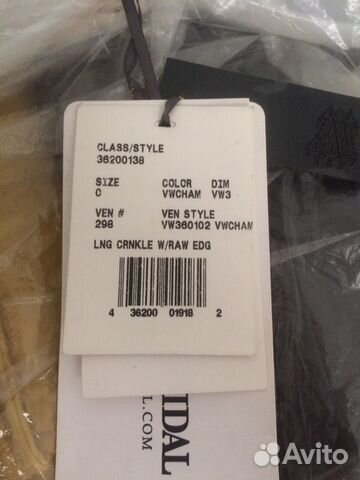 CLASS/STYLE
36200138
SIZE COLOR DIM
0 VWCHAM VW3
VEN # VEN STYLE
298 VW360102 VWCHAM
LNG CRNKLE W/RAW EDG
4 36200 01918 2
IDAL
L.COM
Avito